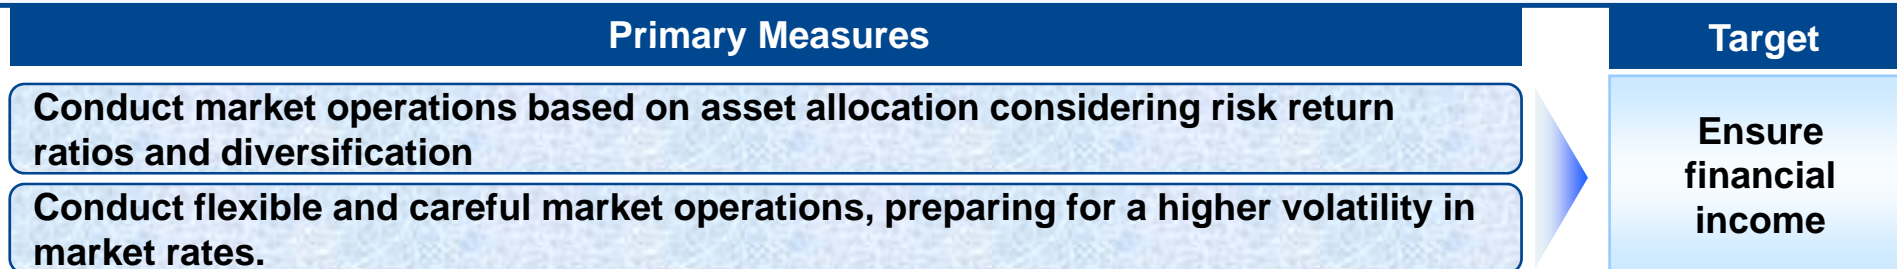 Primary Measures
Target
Conduct market operations based on asset allocation considering risk return
ratios and diversification
Conduct flexible and careful market operations, preparing for a higher volatility in
market rates.
Ensure
financial
income